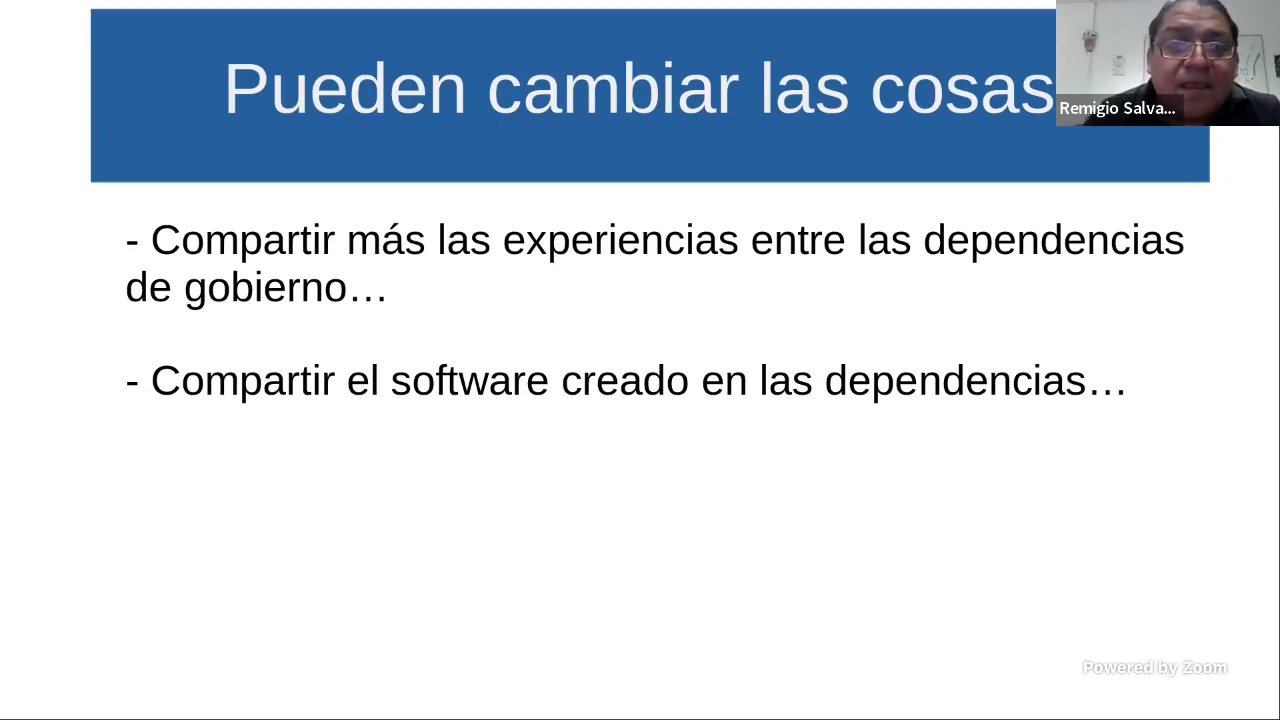 Pueden cambiar las cosas
Remigio Salva...
- Compartir más las experiencias entre las dependencias
de gobierno…
- Compartir el software creado en las dependencias…
Powered by Zoom